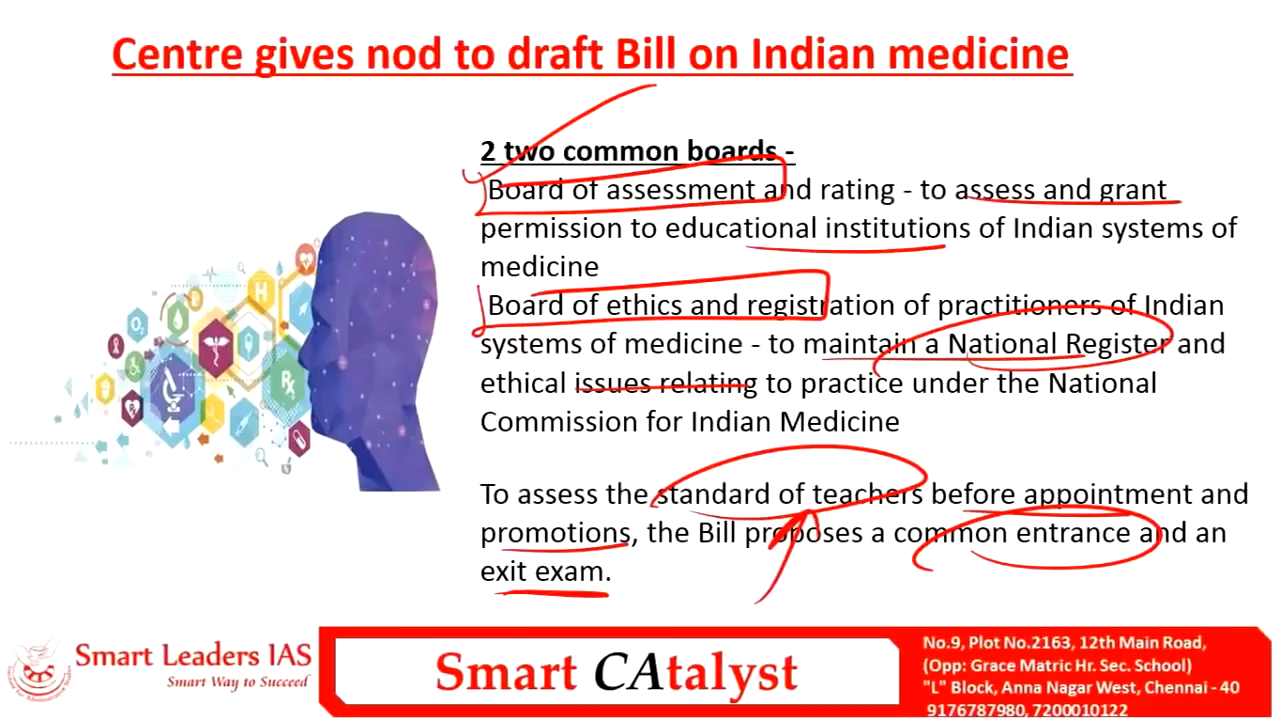 Centre gives nod to draft Bill on Indian medicine
2 two common boards -
Board of assessment and rating - to assess and grant
permission to educational institutions of Indian systems of
medicine
Board of ethics and registration of practitioners of Indian
systems of medicine - to maintain a National Register and
ethical issues relating to practice under the National
Commission for Indian Medicine
To assess the standard of teachers before appointment and
promotions, the Bill proposes a common entrance and an
exit exam.
H
O2
Rx
Smart Leaders IAS
Smart Way to Succeed
Smart CAtalyst
No.9, Plot No.2163, 12th Main Road,
(Opp: Grace Matric Hr. Sec. School)
"L" Block, Anna Nagar West, Chennai - 40
9176787980, 7200010122